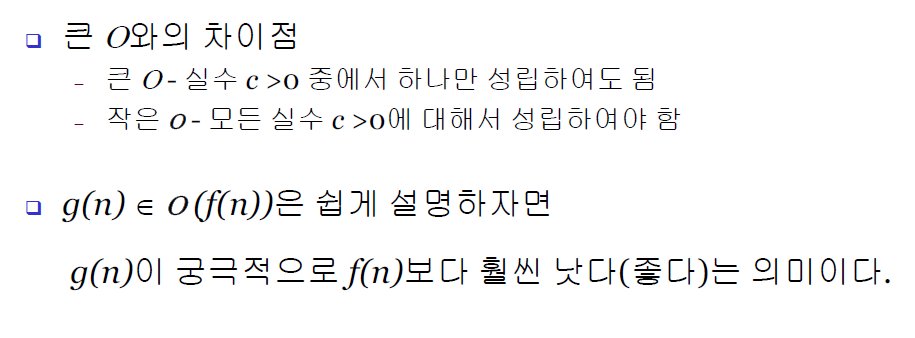 ❑ 큰 O와의 차이점
– 큰 O - 실수 c >0 중에서 하나만 성립하여도 됨
– 작은 o - 모든 실수 c >0에 대해서 성립하여야 함
❑ g(n) ∈ o(f(n))은 쉽게 설명하자면
g(n)이 궁극적으로 f(n)보다 훨씬 낫다(좋다)는 의미이다.